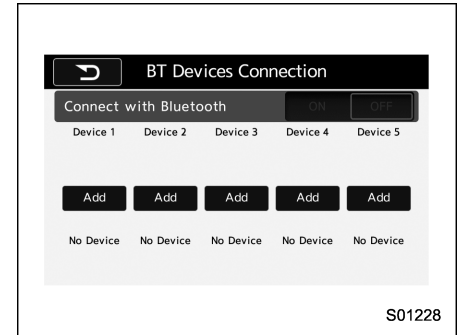 BT Devices Connection
Connect with Bluetooth ON OFF
Device 1 Device 2 Device 3 Device 4 Device 5
Add Add Add Add Add
No Device No Device No Device No Device No Device
S01228